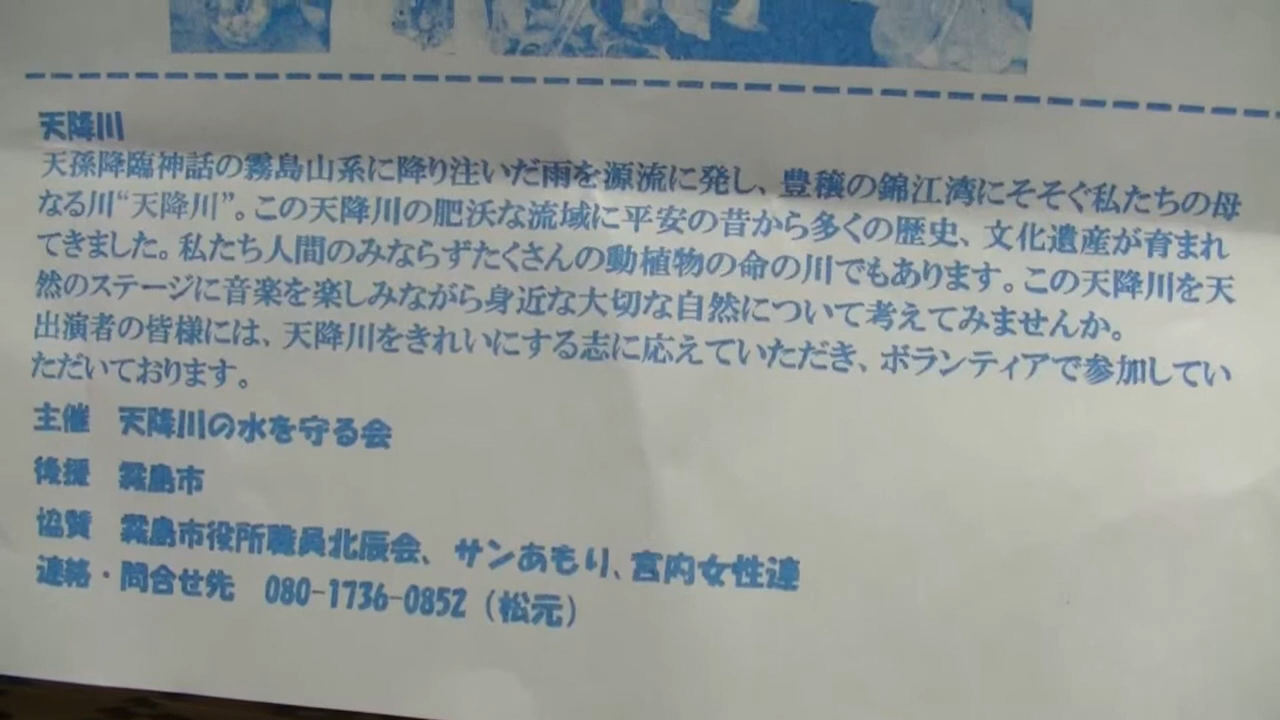 天降川
天孫降臨神話の霧島山系に降り注いだ雨を源流に発し、豊穣の錦江湾にそそぐ私たちの母
なる川“天降川”。この天降川の肥沃な流域に平安の昔から多くの歴史、文化遺産が育まれ
てきました。私たち人間のみならずたくさんの動植物の命の川でもあります。この天降川を天
然のステージに音楽を楽しみながら身近な大切な自然について考えてみませんか。
出演者の皆様には、天降川をきれいにする志に応えていただき、ボランティアで参加してい
ただいております。
主催　天降川の水を守る会
後援　霧島市
協賛　霧島市役所職員北辰会、サンあもり、宮内女性連
連絡・問合せ先　080-1736-0852（松元）